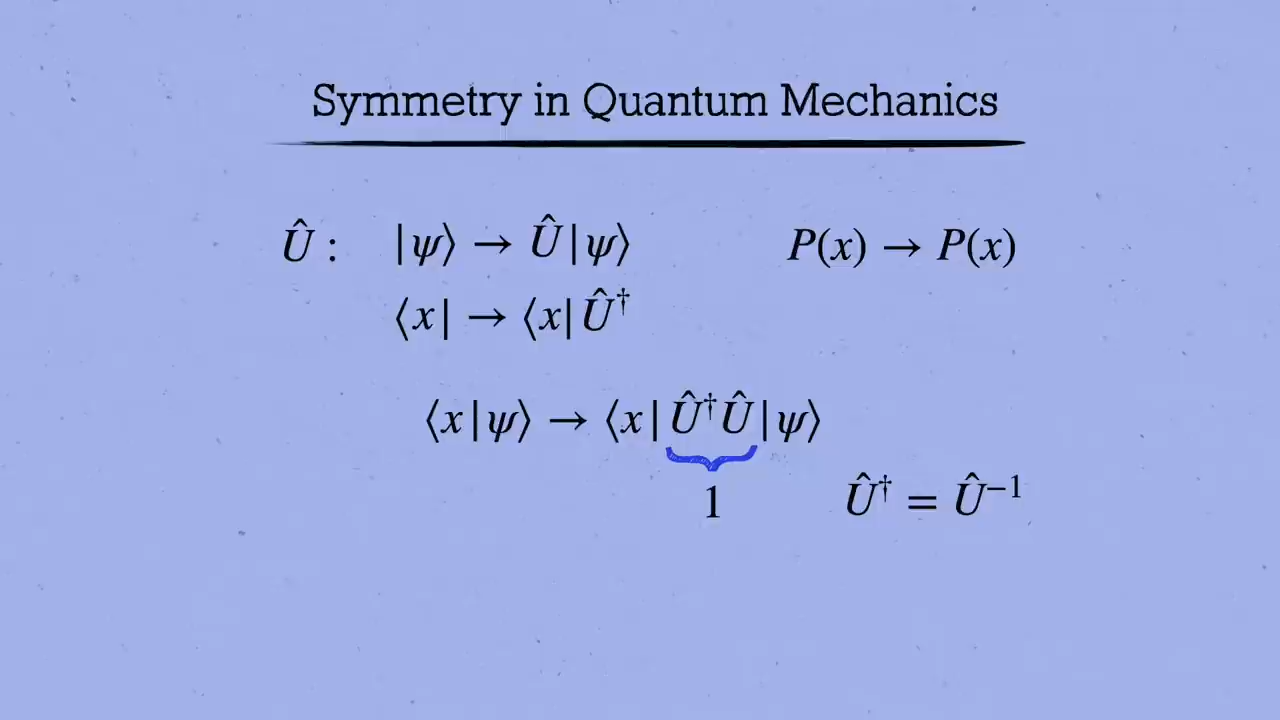 Symmetry in Quantum Mechanics
Û : |ψ⟩ → Û|ψ⟩ P(x) → P(x)
⟨x| → ⟨x|Û†
⟨x|ψ⟩ → ⟨x|Û†Û|ψ⟩
1 Û† = Û⁻¹